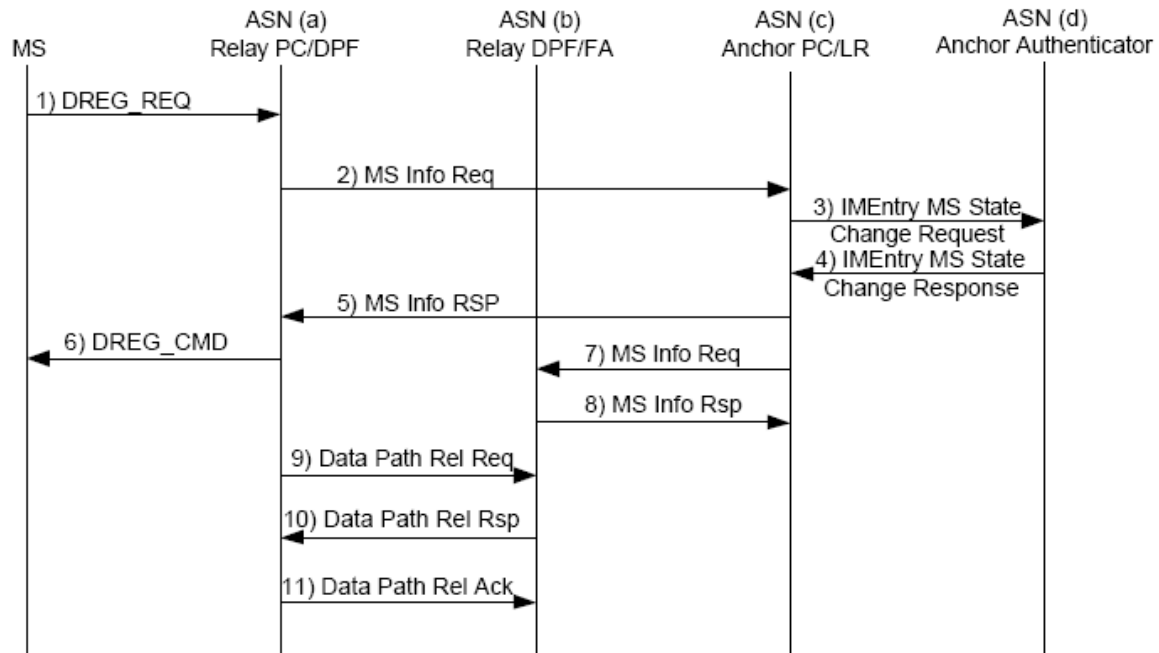 ASN (a) ASN (b) ASN (c) ASN (d)
MS Relay PC/DPF Relay DPF/FA Anchor PC/LR Anchor Authenticator
1) DREG_REQ
2) MS Info Req
3) IMEntry MS State
Change Request
4) IMEntry MS State
Change Response
5) MS Info RSP
6) DREG_CMD
7) MS Info Req
8) MS Info Rsp
9) Data Path Rel Req
10) Data Path Rel Rsp
11) Data Path Rel Ack